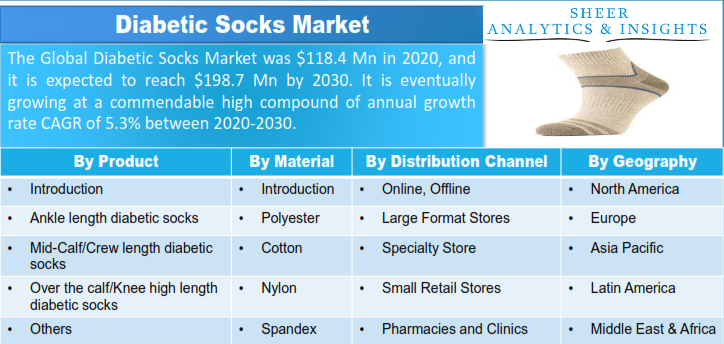 Diabetic Socks Market
SHEER
ANALYTICS & INSIGHTS
The Global Diabetic Socks Market was $118.4 Mn in 2020, and
it is expected to reach $198.7 Mn by 2030. It is eventually
growing at a commendable high compound of annual growth
rate CAGR of 5.3% between 2020-2030.
By Product By Material By Distribution Channel By Geography
• Introduction • Introduction • Online, Offline • North America
• Ankle length diabetic socks • Polyester • Large Format Stores • Europe
• Mid-Calf/Crew length diabetic • Cotton • Specialty Store • Asia Pacific
socks
• Over the calf/Knee high length • Nylon • Small Retail Stores • Latin America
diabetic socks
• Others • Spandex • Pharmacies and Clinics • Middle East & Africa